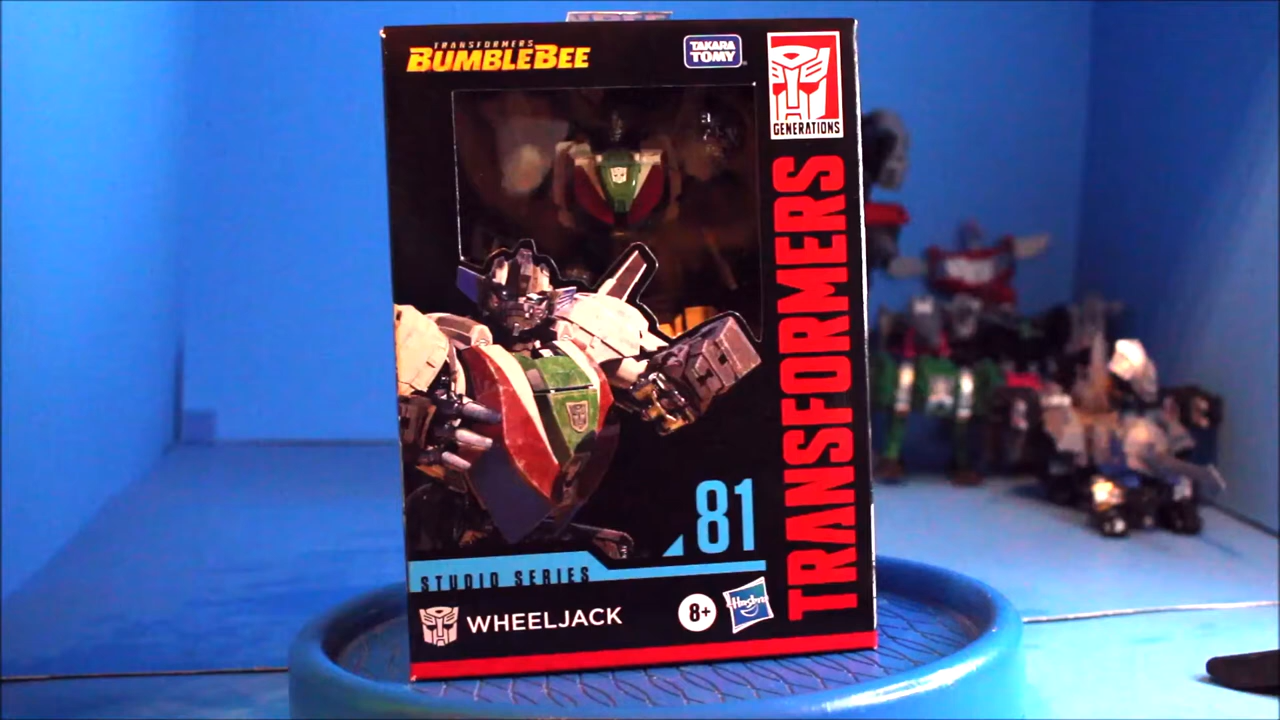 TRANSFORMERS
BUMBLEBEE
TAKARA
TOMY
GENERATIONS
TRANSFORMERS
81
STUDIO SERIES
WHEELJACK
8+
Hasbro